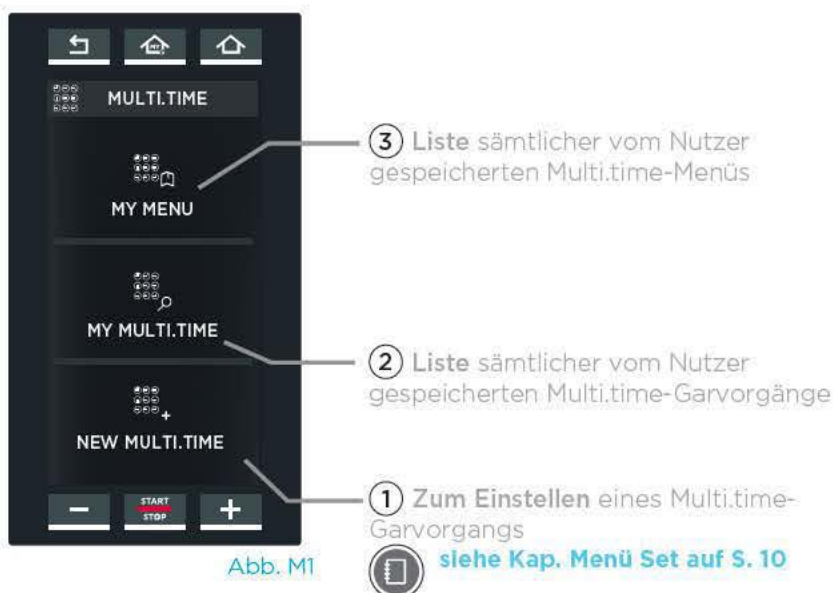 MULTI.TIME
MY MENU
MY MULTI.TIME
NEW MULTI.TIME
START
STOP
Abb. M1
3 Liste sämtlicher vom Nutzer
gespeicherten Multi.time-Menüs
2 Liste sämtlicher vom Nutzer
gespeicherten Multi.time-Garvorgänge
1 Zum Einstellen eines Multi.time-
Garvorgangs
siehe Kap. Menü Set auf S. 10